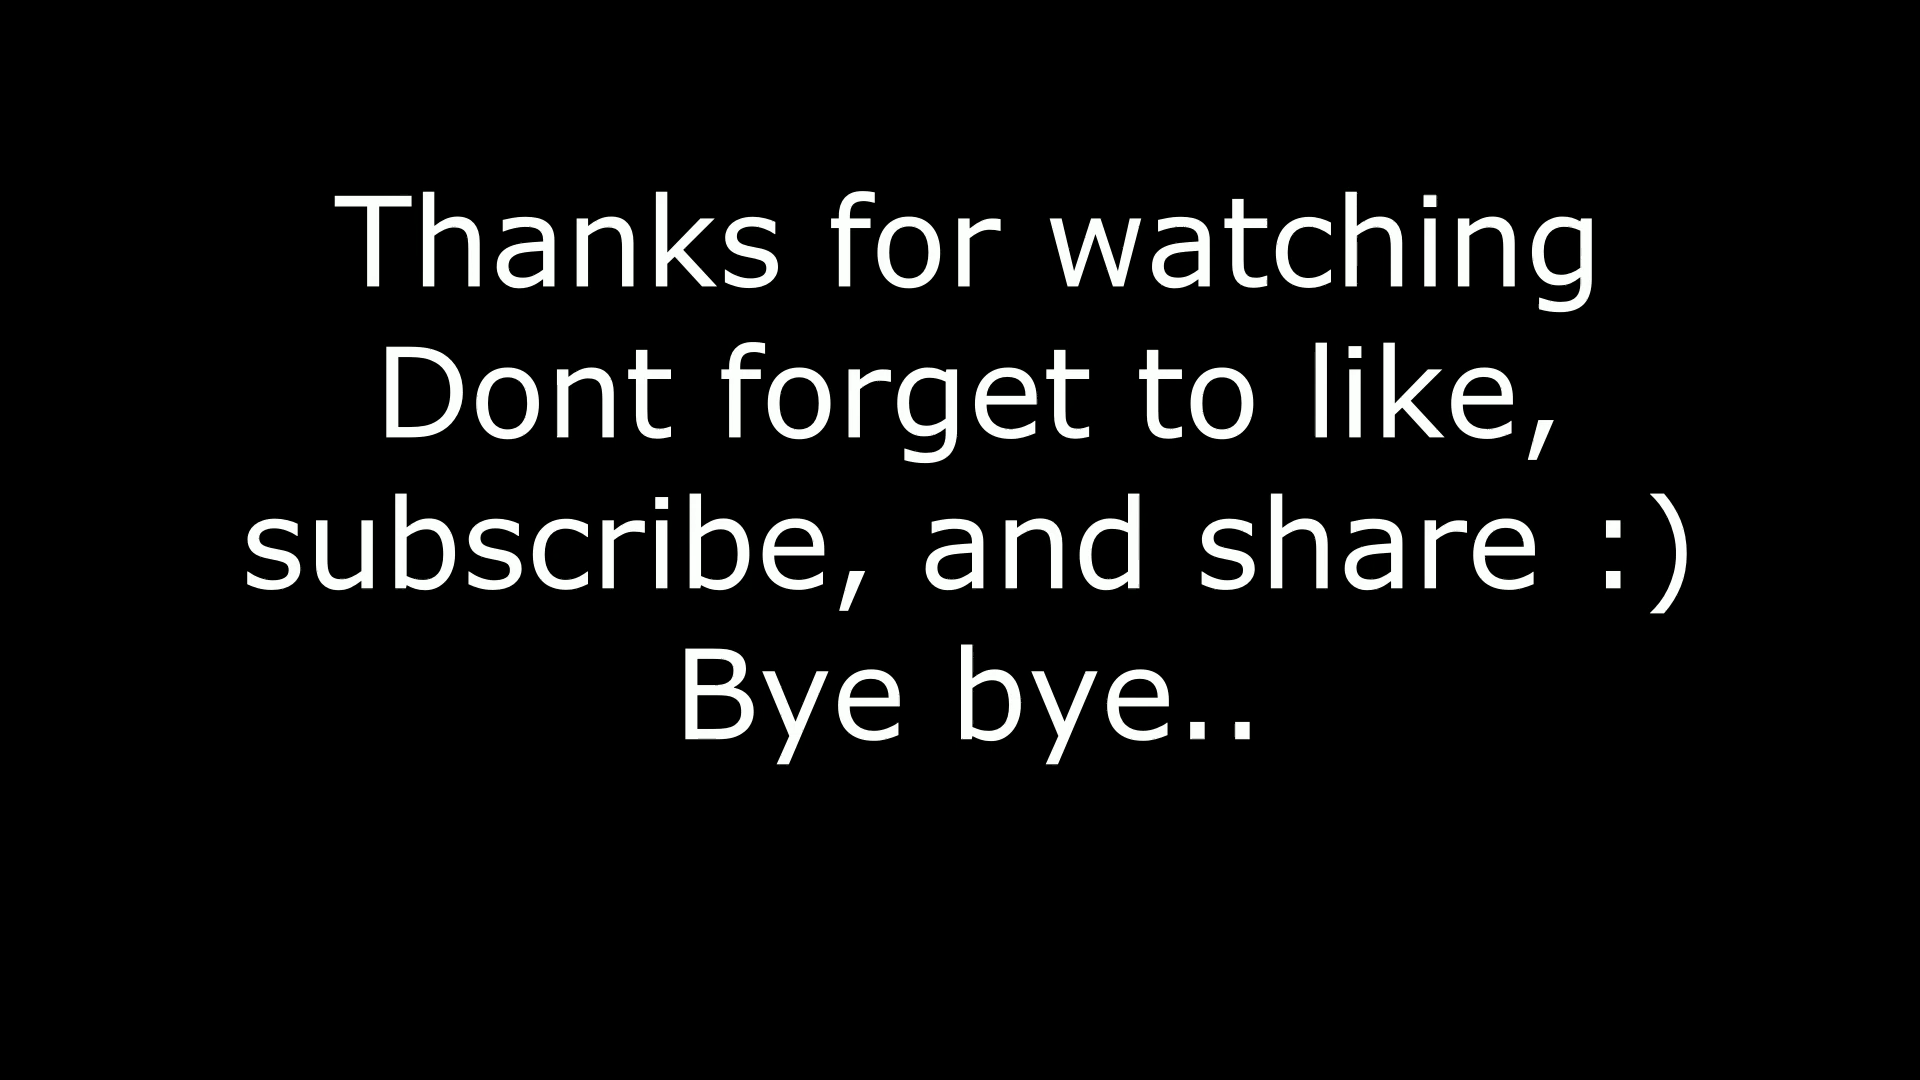 Thanks for watching
Dont forget to like,
subscribe, and share :)
Bye bye..